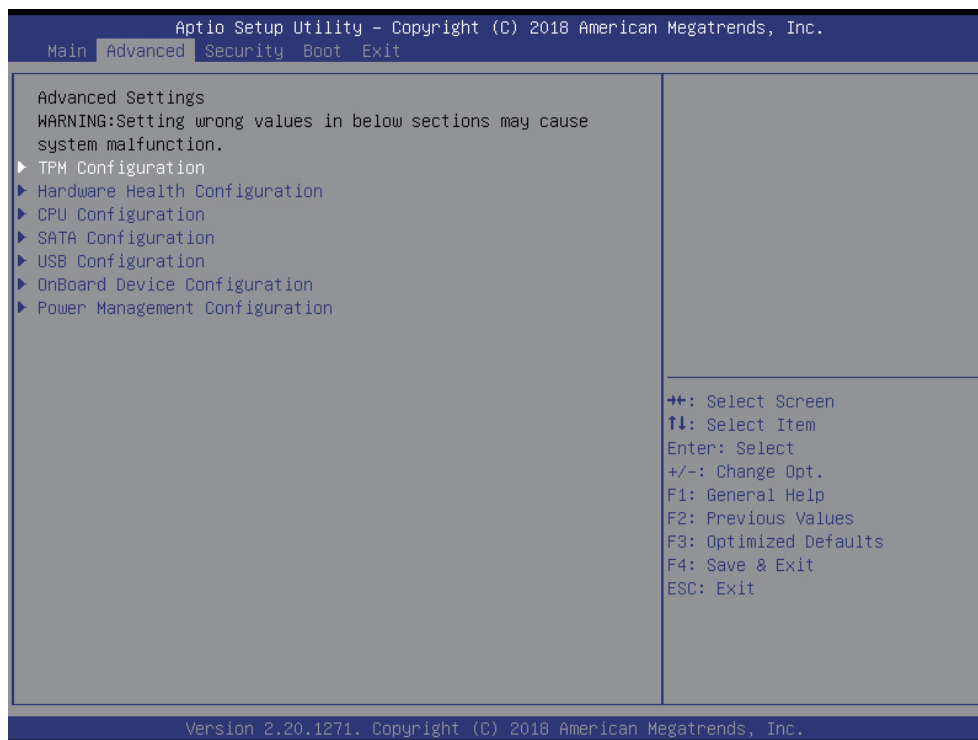 Aptio Setup Utility - Copyright (C) 2018 American Megatrends, Inc.
Main Advanced Security Boot Exit
Advanced Settings
WARNING:Setting wrong values in below sections may cause
system malfunction.
▶ TPM Configuration
▶ Hardware Health Configuration
▶ CPU Configuration
▶ SATA Configuration
▶ USB Configuration
▶ OnBoard Device Configuration
▶ Power Management Configuration
→←: Select Screen
↑↓: Select Item
Enter: Select
+/-: Change Opt.
F1: General Help
F2: Previous Values
F3: Optimized Defaults
F4: Save & Exit
ESC: Exit
Version 2.20.1271. Copyright (C) 2018 American Megatrends, Inc.